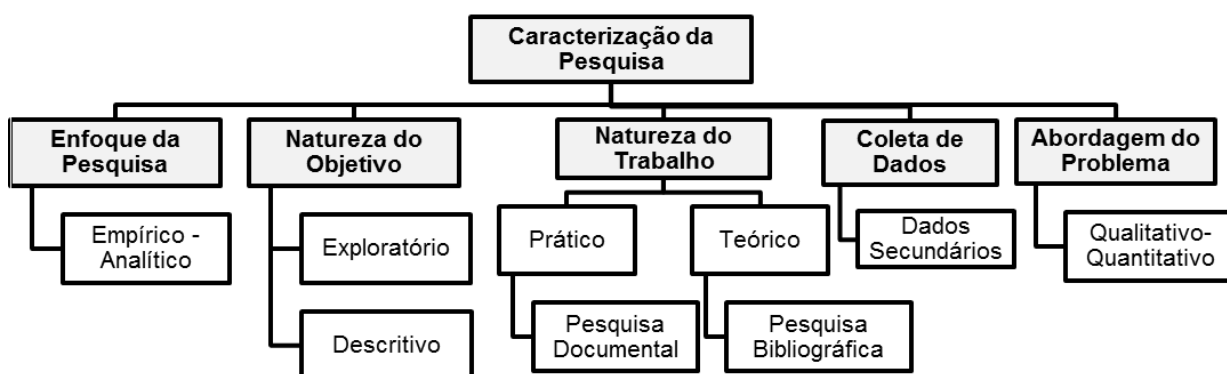 Caracterização da
Pesquisa
Enfoque da
Pesquisa
Natureza do
Objetivo
Natureza do
Trabalho
Coleta de
Dados
Abordagem do
Problema
Empírico -
Analítico
Exploratório
Descritivo
Prático
Teórico
Pesquisa
Documental
Pesquisa
Bibliográfica
Dados
Secundários
Qualitativo-
Quantitativo